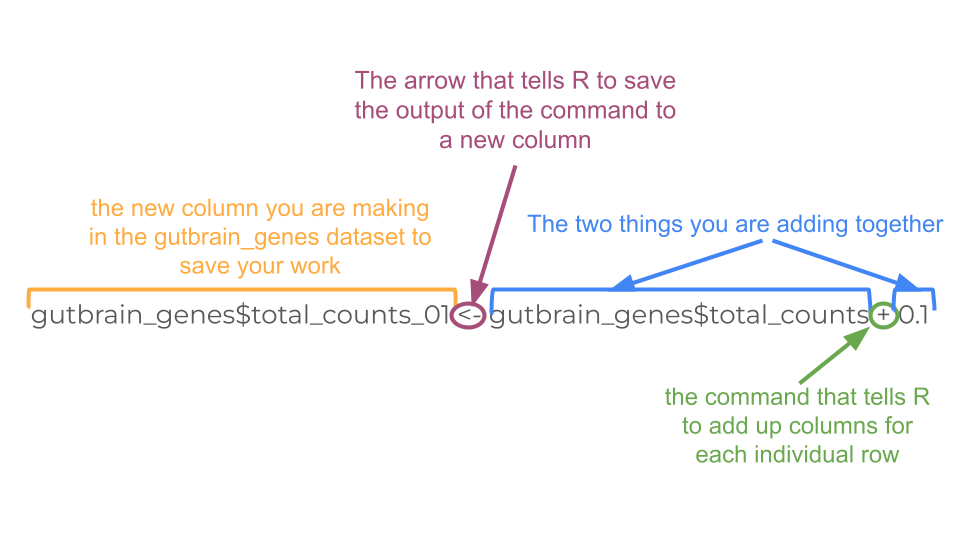 The arrow that tells R to save
the output of the command to
a new column
the new column you are making
in the gutbrain_genes dataset to
save your work
The two things you are adding together
gutbrain_genes$total_counts_01 <- gutbrain_genes$total_counts + 0.1
the command that tells R
to add up columns for
each individual row